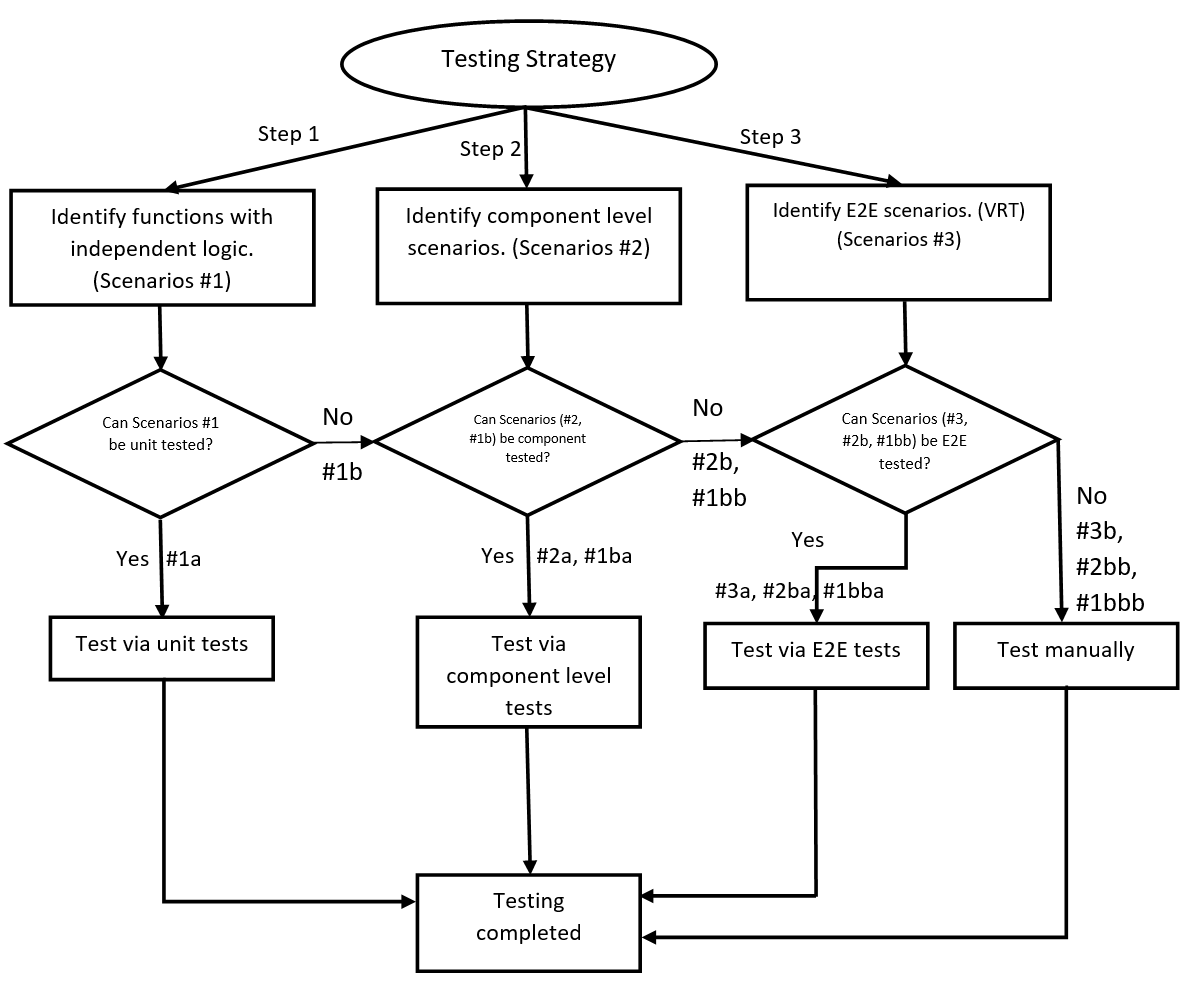 Testing Strategy
Step 1
Step 2
Step 3
Identify functions with
independent logic.
(Scenarios #1)
Identify component level
scenarios. (Scenarios #2)
Identify E2E scenarios. (VRT)
(Scenarios #3)
Can Scenarios #1
be unit tested?
No
#1b
Can Scenarios (#2,
#1b) be component
tested?
No
#2b,
#1bb
Can Scenarios (#3,
#2b, #1bb) be E2E
tested?
No
#3b,
#2bb,
#1bbb
Yes #1a
Yes #2a, #1ba
Yes
#3a, #2ba, #1bba
Test via unit tests
Test via
component level
tests
Test via E2E tests
Test manually
Testing
completed